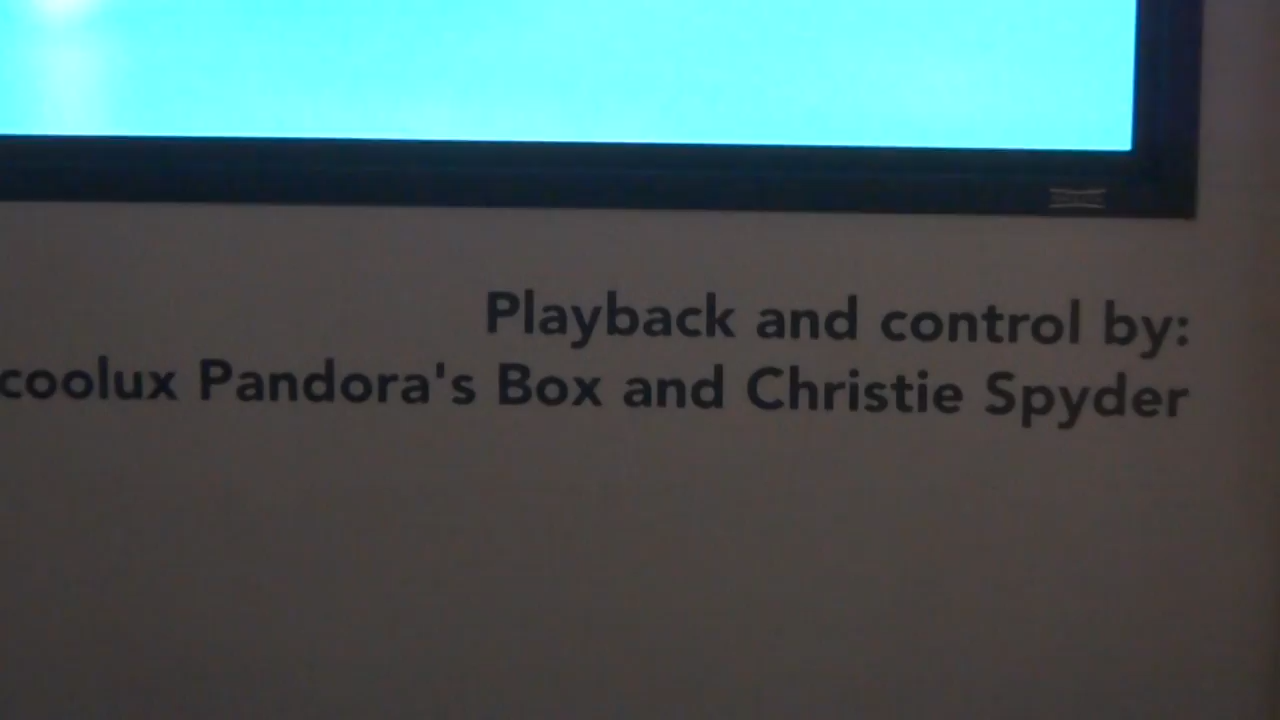 Playback and control by:
coolux Pandora's Box and Christie Spyder